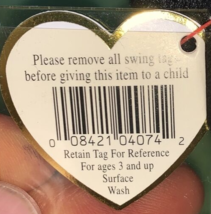 Please remove all swing tag
before giving this item to a child
0 08421 04074 2
Retain Tag For Reference
For ages 3 and up
Surface
Wash